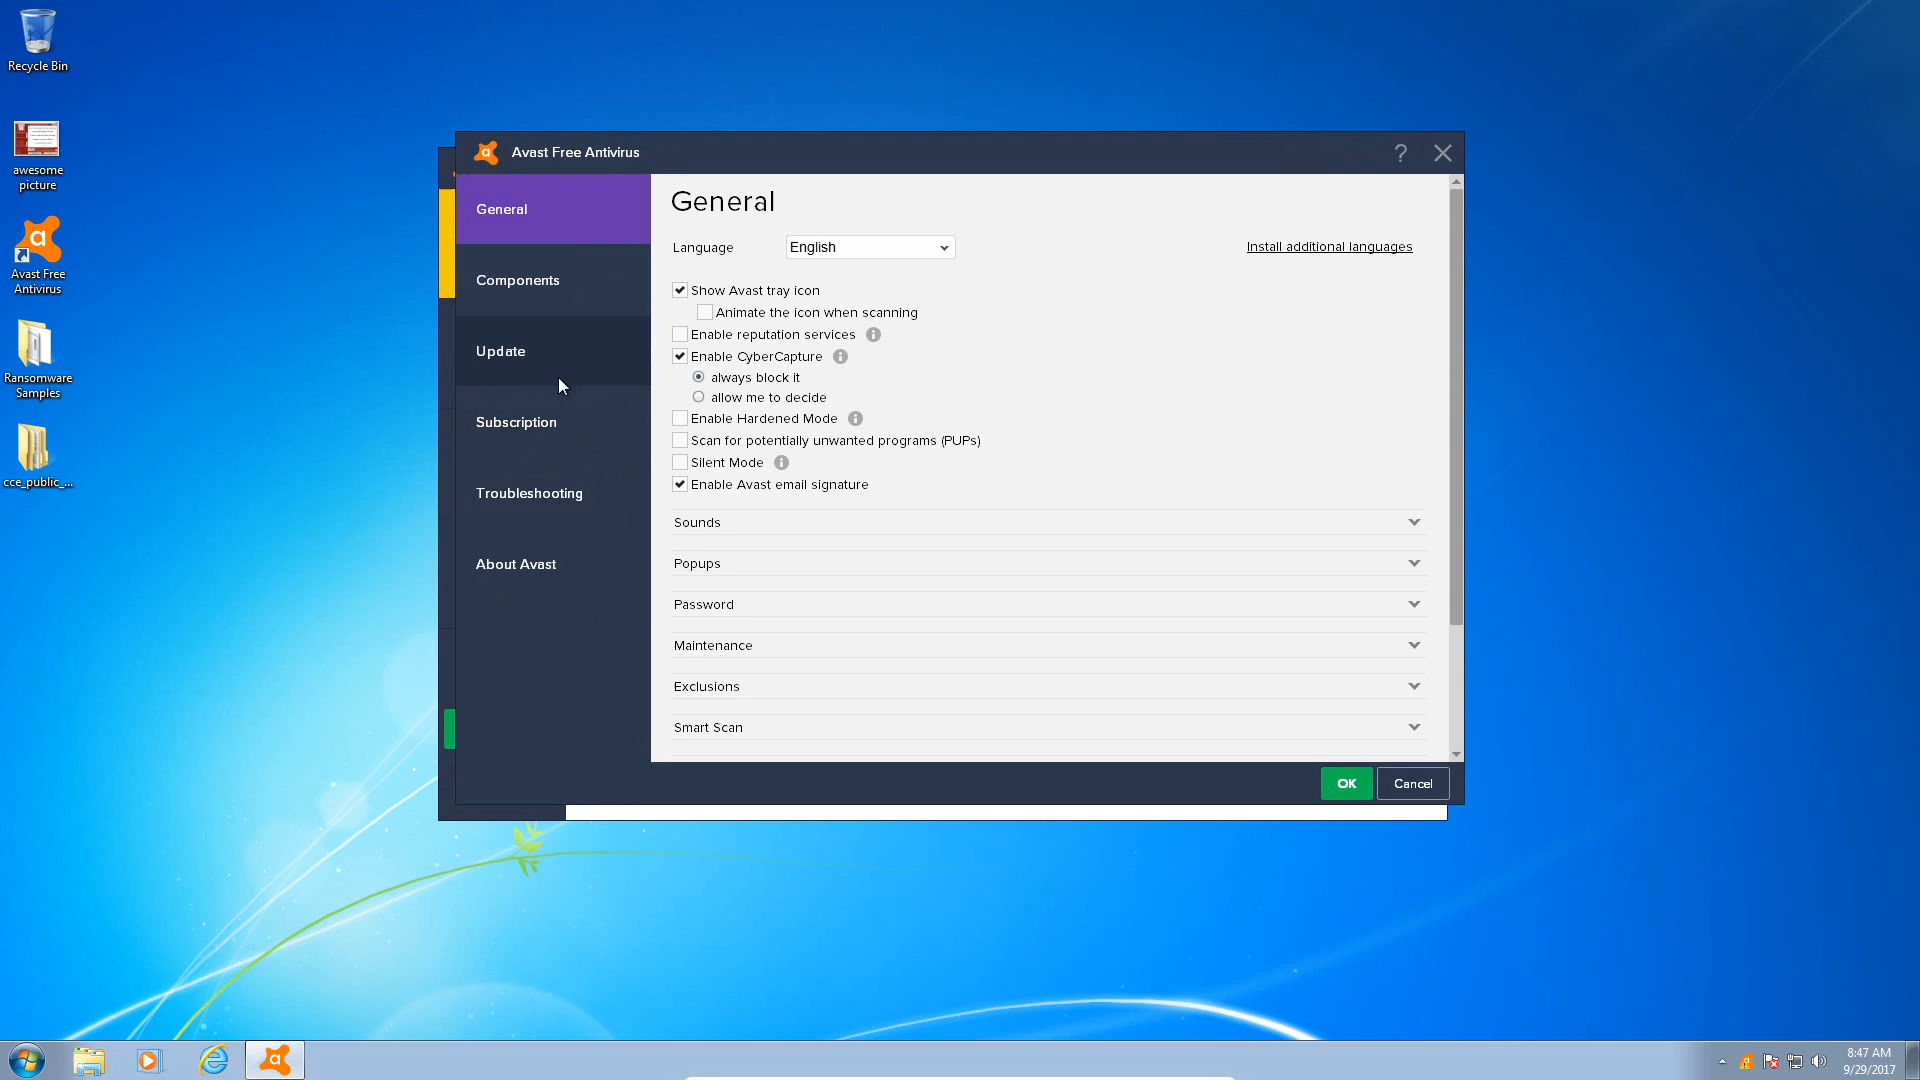 Recycle Bin
awesome
picture
Avast Free
Antivirus
Ransomware
Samples
cce_public_...
Avast Free Antivirus
?
General
Components
Update
Subscription
Troubleshooting
About Avast
General
Language
English
Install additional languages
Show Avast tray icon
Animate the icon when scanning
Enable reputation services
Enable CyberCapture
always block it
allow me to decide
Enable Hardened Mode
Scan for potentially unwanted programs (PUPs)
Silent Mode
Enable Avast email signature
Sounds
Popups
Password
Maintenance
Exclusions
Smart Scan
OK
Cancel
8:47 AM
9/29/2017